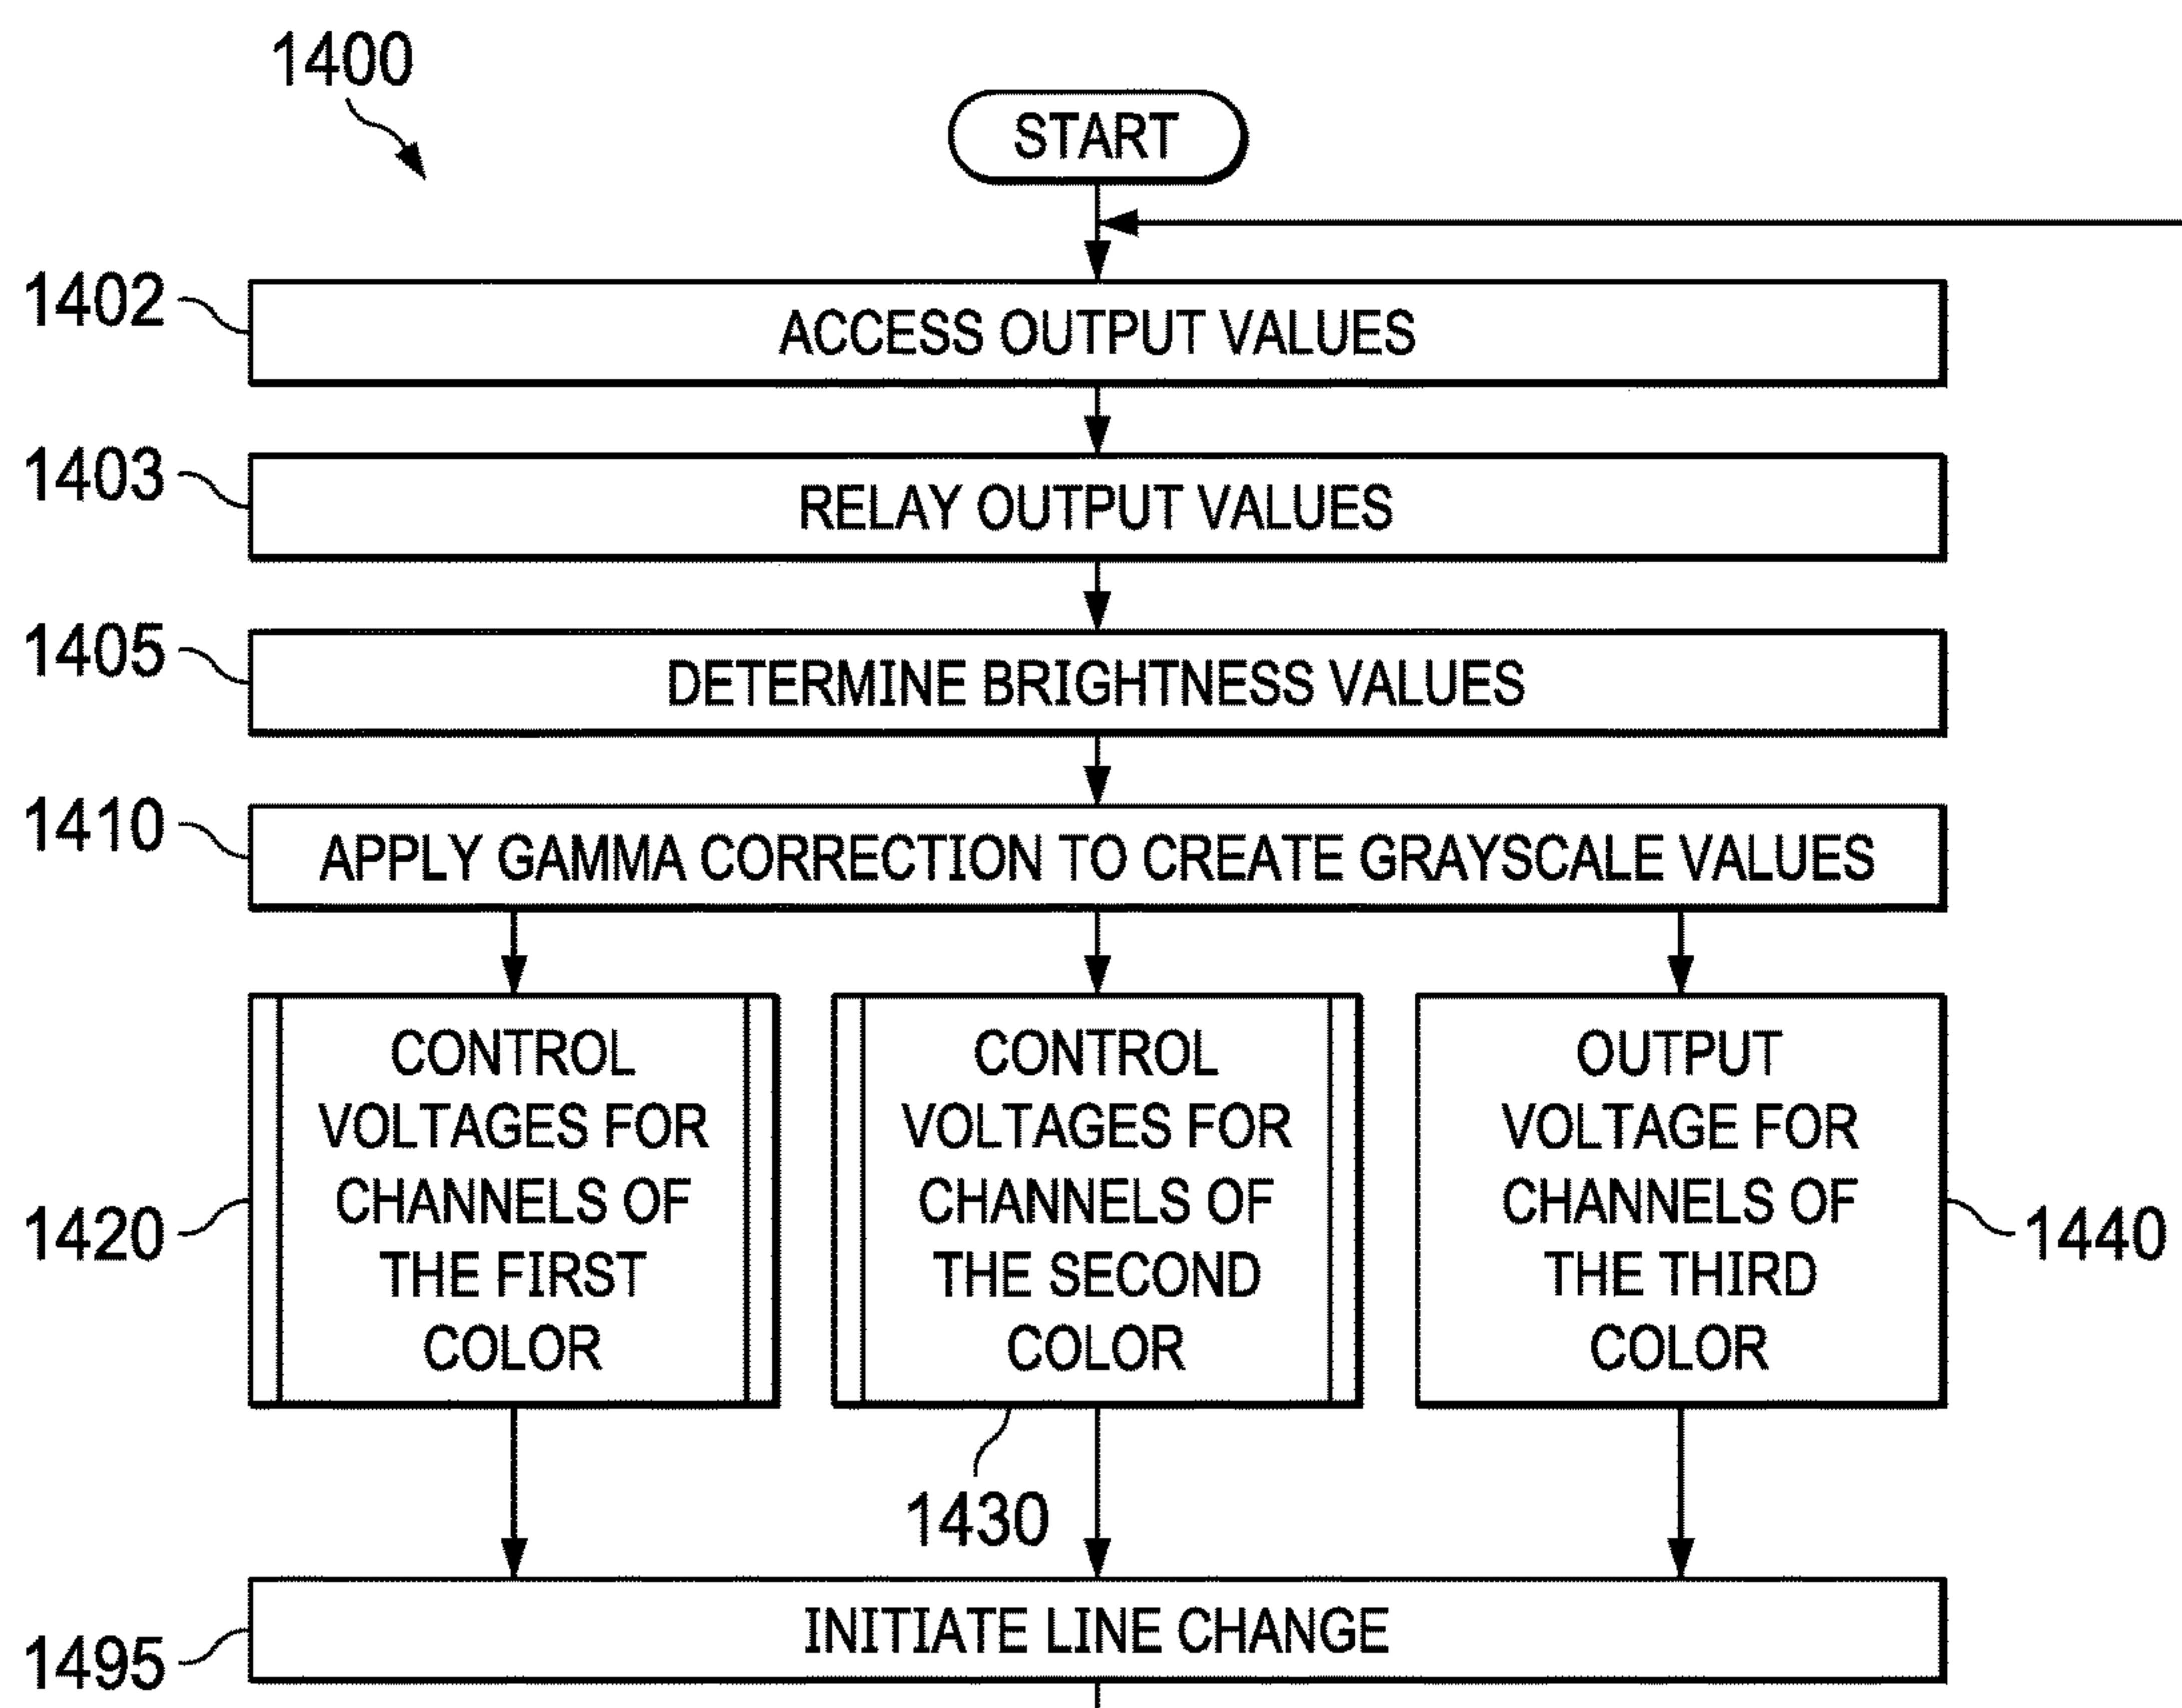 1400
START
1402
ACCESS OUTPUT VALUES
1403
RELAY OUTPUT VALUES
1405
DETERMINE BRIGHTNESS VALUES
1410
APPLY GAMMA CORRECTION TO CREATE GRAYSCALE VALUES
CONTROL
VOLTAGES FOR
CHANNELS OF
THE FIRST
COLOR
1420
CONTROL
VOLTAGES FOR
CHANNELS OF
THE SECOND
COLOR
1430
OUTPUT
VOLTAGE FOR
CHANNELS OF
THE THIRD
COLOR
1440
1495
INITIATE LINE CHANGE